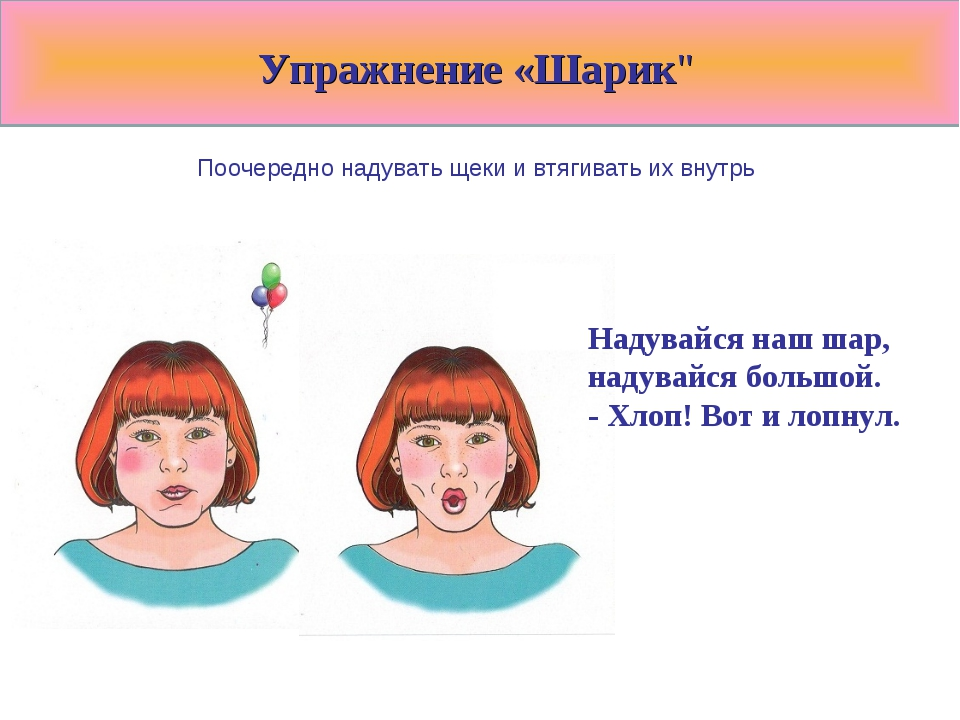 Упражнение «Шарик"
Поочередно надувать щеки и втягивать их внутрь
Надувайся наш шар,
надувайся большой.
- Хлоп! Вот и лопнул.